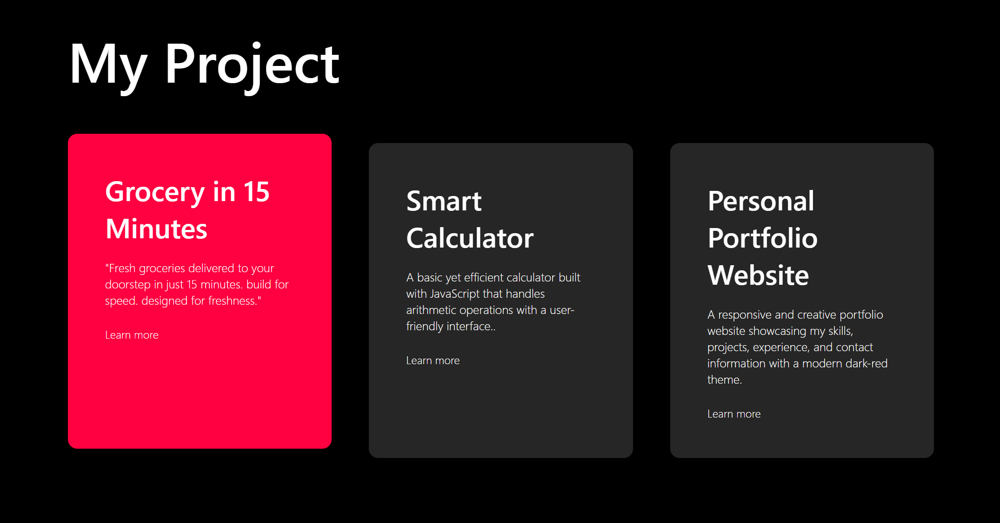 My Project
Grocery in 15
Minutes
"Fresh groceries delivered to your
doorstep in just 15 minutes. build for
speed. designed for freshness."
Learn more
Smart
Calculator
A basic yet efficient calculator built
with JavaScript that handles
arithmetic operations with a user-
friendly interface..
Learn more
Personal
Portfolio
Website
A responsive and creative portfolio
website showcasing my skills,
projects, experience, and contact
information with a modern dark-red
theme.
Learn more